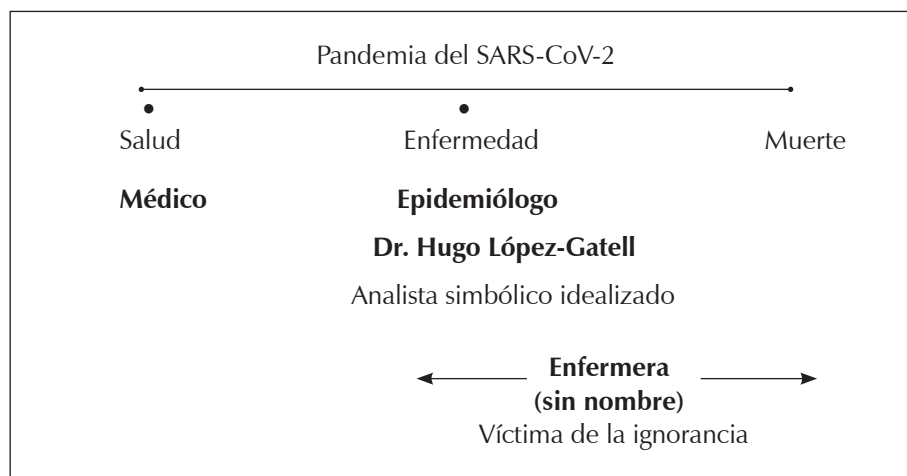 Pandemia del SARS-CoV-2
Salud Enfermedad Muerte
Médico Epidemiólogo
Dr. Hugo López-Gatell
Analista simbólico idealizado
Enfermera
(sin nombre)
Víctima de la ignorancia